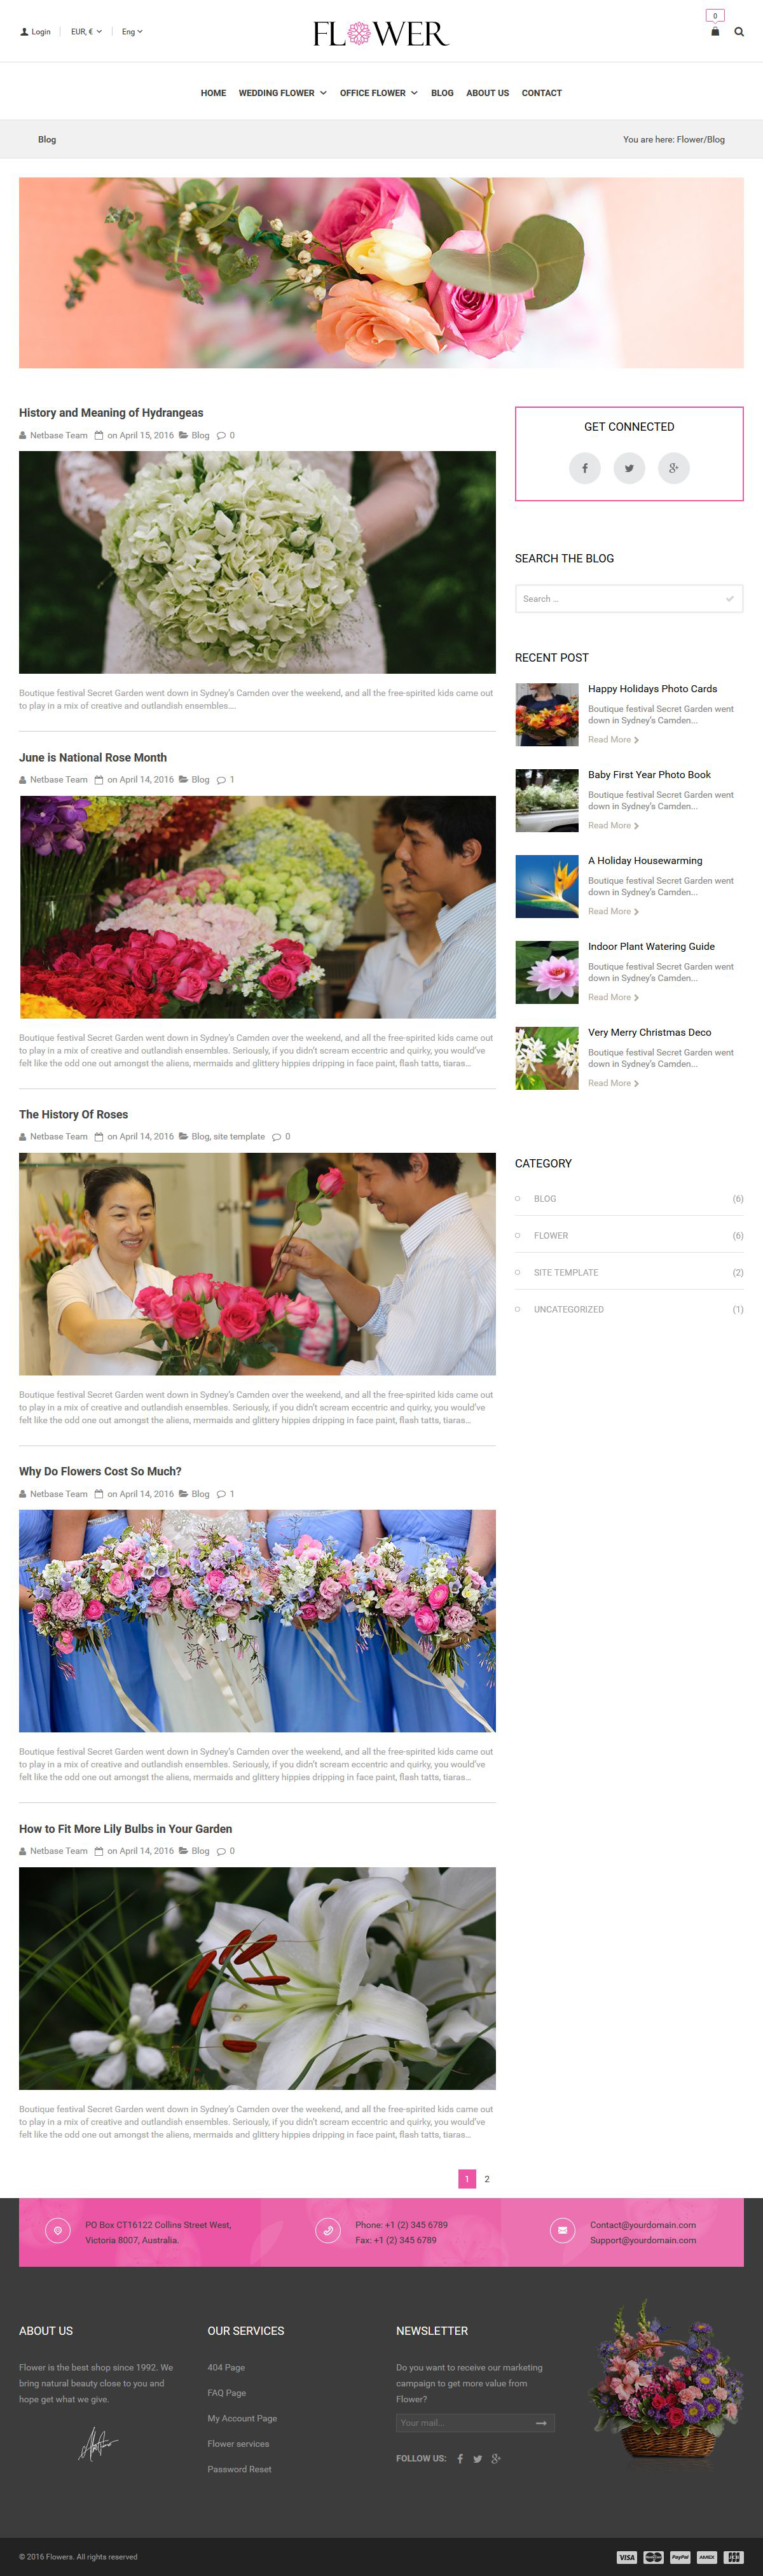 Login
EUR, €
Eng
FLOWER
0
HOME
WEDDING FLOWER
OFFICE FLOWER
BLOG
ABOUT US
CONTACT
Blog
You are here: Flower/Blog
History and Meaning of Hydrangeas
Netbase Team on April 15, 2016 Blog 0
Boutique festival Secret Garden went down in Sydney's Camden over the weekend, and all the free-spirited kids came out
to play in a mix of creative and outlandish ensembles....
June is National Rose Month
Netbase Team on April 14, 2016 Blog 1
Boutique festival Secret Garden went down in Sydney's Camden over the weekend, and all the free-spirited kids came out
to play in a mix of creative and outlandish ensembles. Seriously, if you didn't scream eccentric and quirky, you would've
felt like the odd one out amongst the aliens, mermaids and glittery hippies dripping in face paint, flash tatts, tiaras...
The History Of Roses
Netbase Team on April 14, 2016 Blog, site template 0
Boutique festival Secret Garden went down in Sydney's Camden over the weekend, and all the free-spirited kids came out
to play in a mix of creative and outlandish ensembles. Seriously, if you didn't scream eccentric and quirky, you would've
felt like the odd one out amongst the aliens, mermaids and glittery hippies dripping in face paint, flash tatts, tiaras...
Why Do Flowers Cost So Much?
Netbase Team on April 14, 2016 Blog 1
Boutique festival Secret Garden went down in Sydney's Camden over the weekend, and all the free-spirited kids came out
to play in a mix of creative and outlandish ensembles. Seriously, if you didn't scream eccentric and quirky, you would've
felt like the odd one out amongst the aliens, mermaids and glittery hippies dripping in face paint, flash tatts, tiaras...
How to Fit More Lily Bulbs in Your Garden
Netbase Team on April 14, 2016 Blog 0
Boutique festival Secret Garden went down in Sydney's Camden over the weekend, and all the free-spirited kids came out
to play in a mix of creative and outlandish ensembles. Seriously, if you didn't scream eccentric and quirky, you would've
felt like the odd one out amongst the aliens, mermaids and glittery hippies dripping in face paint, flash tatts, tiaras...
1 2
GET CONNECTED
SEARCH THE BLOG
Search ...
RECENT POST
Happy Holidays Photo Cards
Boutique festival Secret Garden went
down in Sydney's Camden...
Read More
Baby First Year Photo Book
Boutique festival Secret Garden went
down in Sydney's Camden...
Read More
A Holiday Housewarming
Boutique festival Secret Garden went
down in Sydney's Camden...
Read More
Indoor Plant Watering Guide
Boutique festival Secret Garden went
down in Sydney's Camden...
Read More
Very Merry Christmas Deco
Boutique festival Secret Garden went
down in Sydney's Camden...
Read More
CATEGORY
BLOG (6)
FLOWER (6)
SITE TEMPLATE (2)
UNCATEGORIZED (1)
PO Box CT16122 Collins Street West,
Victoria 8007, Australia.
Phone: +1 (2) 345 6789
Fax: +1 (2) 345 6789
Contact@yourdomain.com
Support@yourdomain.com
ABOUT US
Flower is the best shop since 1992. We
bring natural beauty close to you and
hope get what we give.
OUR SERVICES
404 Page
FAQ Page
My Account Page
Flower services
Password Reset
NEWSLETTER
Do you want to receive our marketing
campaign to get more value from
Flower?
Your mail...
FOLLOW US:
© 2016 Flowers. All rights reserved
VISA
PayPal
AMEX
JCB